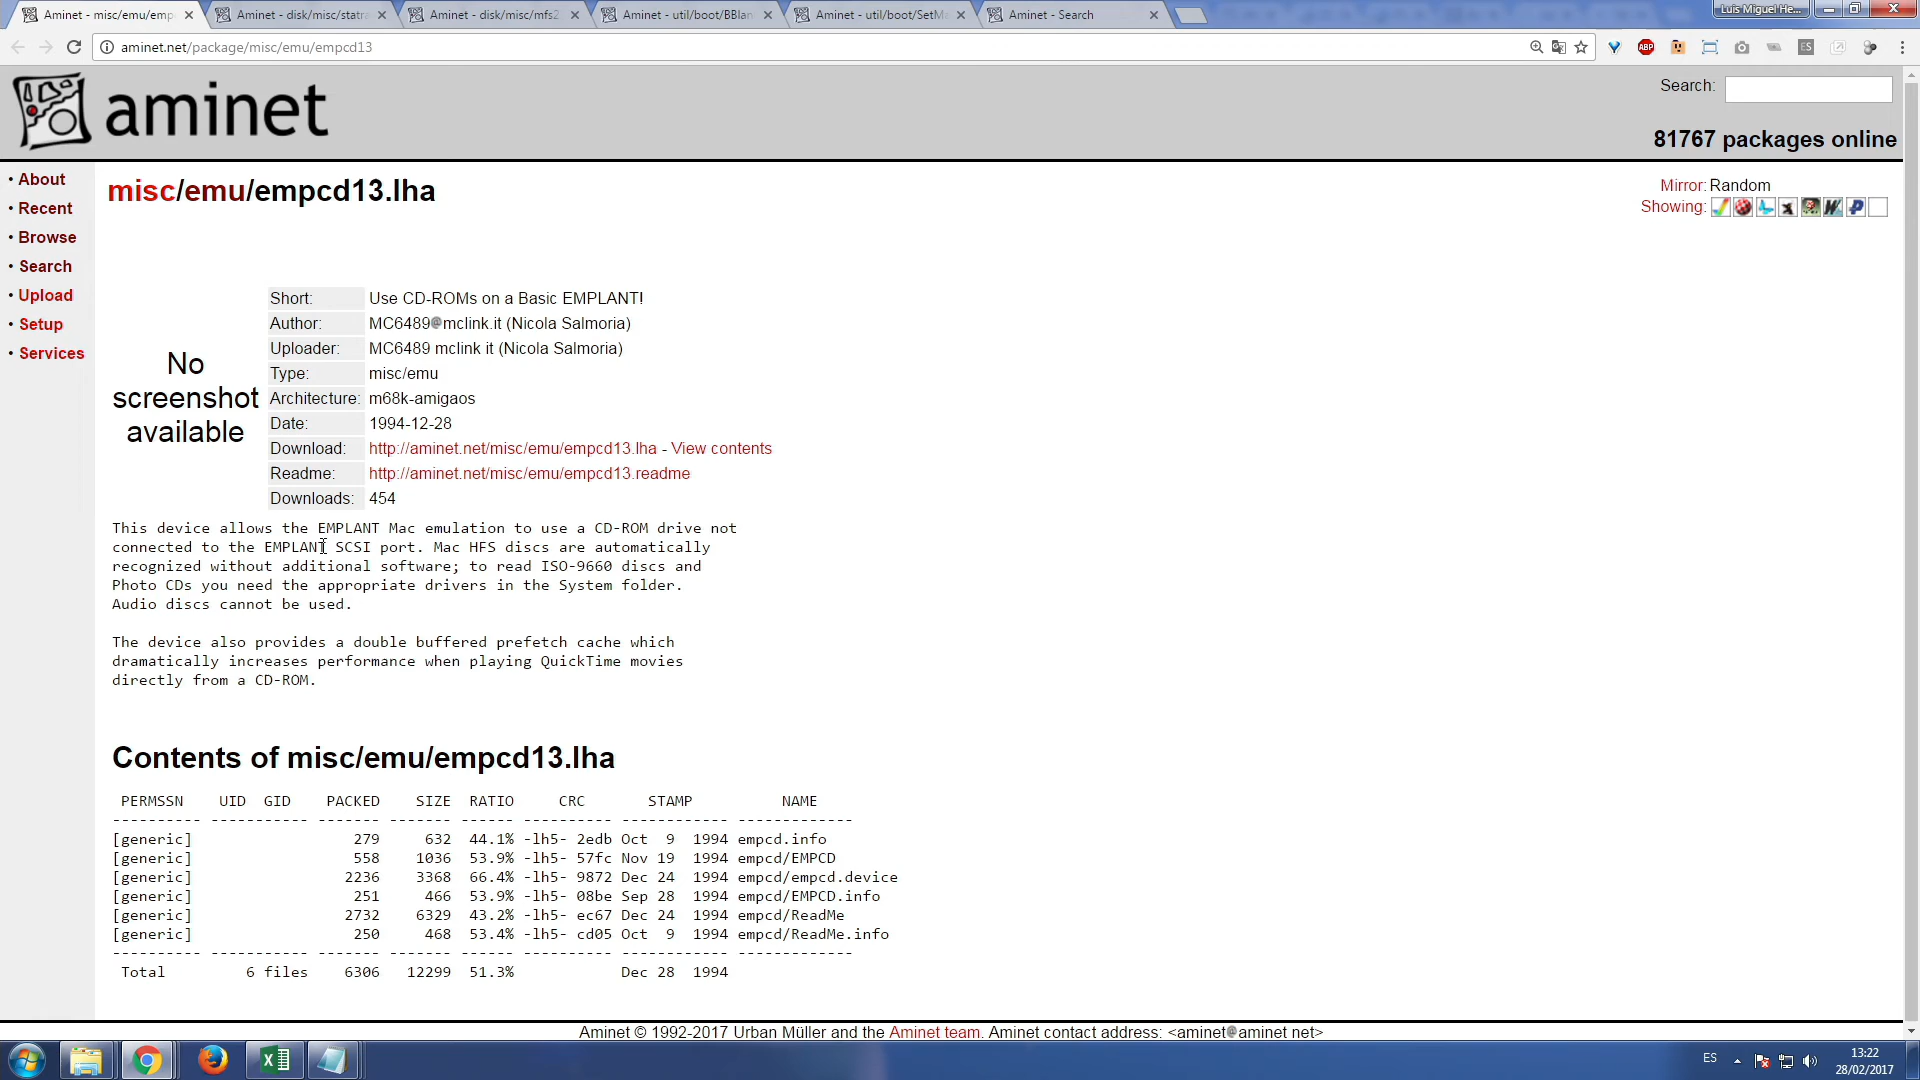 Aminet - misc/emu/emp
Aminet - disk/misc/statra
Aminet - disk/misc/mfs2
Aminet - util/boot/BBlan
Aminet - util/boot/SetM
Aminet - Search
Luis Miguel He...
aminet.net/package/misc/emu/empcd13
ABP
ES
aminet
Search:
81767 packages online
• About
• Recent
• Browse
• Search
• Upload
• Setup
• Services
misc/emu/empcd13.lha
Mirror: Random
Showing:
No
screenshot
available
Short: Use CD-ROMs on a Basic EMPLANT!
Author: MC6489@mclink.it (Nicola Salmoria)
Uploader: MC6489 mclink it (Nicola Salmoria)
Type: misc/emu
Architecture: m68k-amigaos
Date: 1994-12-28
Download: http://aminet.net/misc/emu/empcd13.lha - View contents
Readme: http://aminet.net/misc/emu/empcd13.readme
Downloads: 454
This device allows the EMPLANT Mac emulation to use a CD-ROM drive not
connected to the EMPLANT SCSI port. Mac HFS discs are automatically
recognized without additional software; to read ISO-9660 discs and
Photo CDs you need the appropriate drivers in the System folder.
Audio discs cannot be used.
The device also provides a double buffered prefetch cache which
dramatically increases performance when playing QuickTime movies
directly from a CD-ROM.
Contents of misc/emu/empcd13.lha
PERMSSN UID GID PACKED SIZE RATIO CRC STAMP NAME
---------- ----------- ------- ------- ------ ---------- ------------ -------------
[generic] 279 632 44.1% -lh5- 2edb Oct 9 1994 empcd.info
[generic] 558 1036 53.9% -lh5- 57fc Nov 19 1994 empcd/EMPCD
[generic] 2236 3368 66.4% -lh5- 9872 Dec 24 1994 empcd/empcd.device
[generic] 251 466 53.9% -lh5- 08be Sep 28 1994 empcd/EMPCD.info
[generic] 2732 6329 43.2% -lh5- ec67 Dec 24 1994 empcd/ReadMe
[generic] 250 468 53.4% -lh5- cd05 Oct 9 1994 empcd/ReadMe.info
---------- ----------- ------- ------- ------ ---------- ------------ -------------
Total 6 files 6306 12299 51.3% Dec 28 1994
Aminet © 1992-2017 Urban Müller and the Aminet team. Aminet contact address: <aminet@aminet net>
ES
13:22
28/02/2017